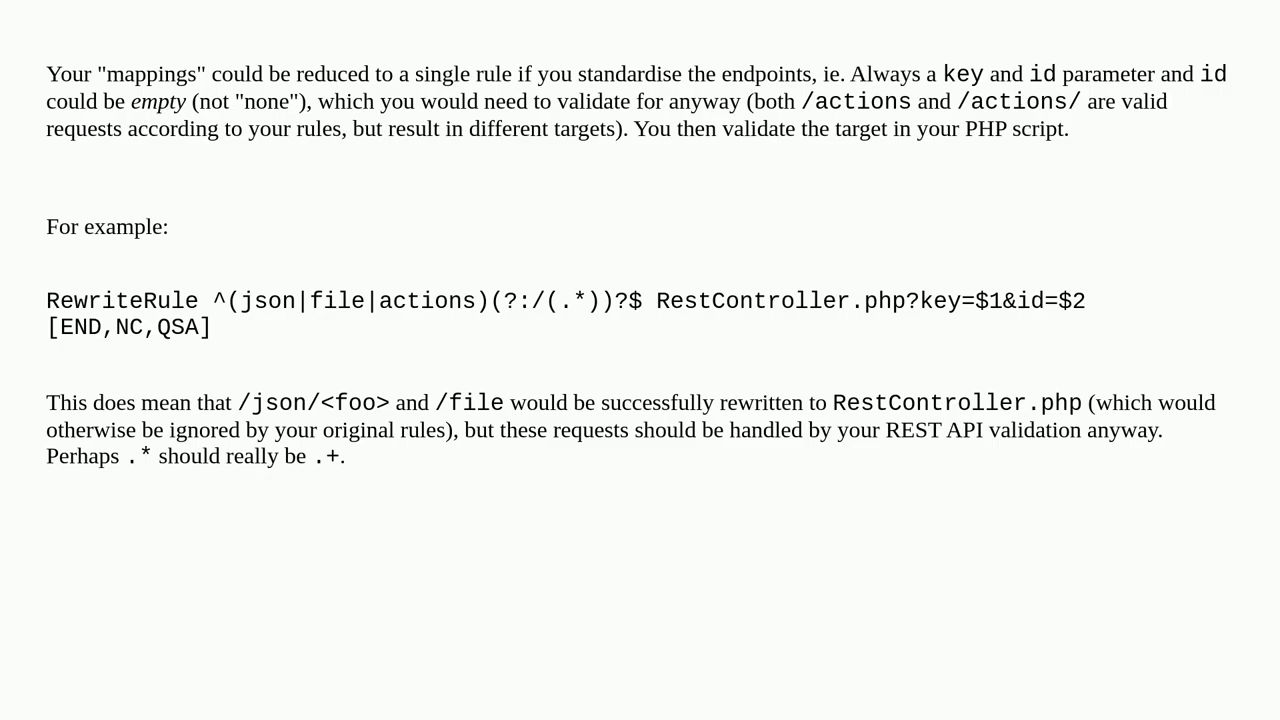 Your "mappings" could be reduced to a single rule if you standardise the endpoints, ie. Always a key and id parameter and id
could be empty (not "none"), which you would need to validate for anyway (both /actions and /actions/ are valid
requests according to your rules, but result in different targets). You then validate the target in your PHP script.
For example:
RewriteRule ^(json|file|actions)(?:/(.*))?$ RestController.php?key=$1&id=$2
[END,NC,QSA]
This does mean that /json/<foo> and /file would be successfully rewritten to RestController.php (which would
otherwise be ignored by your original rules), but these requests should be handled by your REST API validation anyway.
Perhaps .* should really be .+.